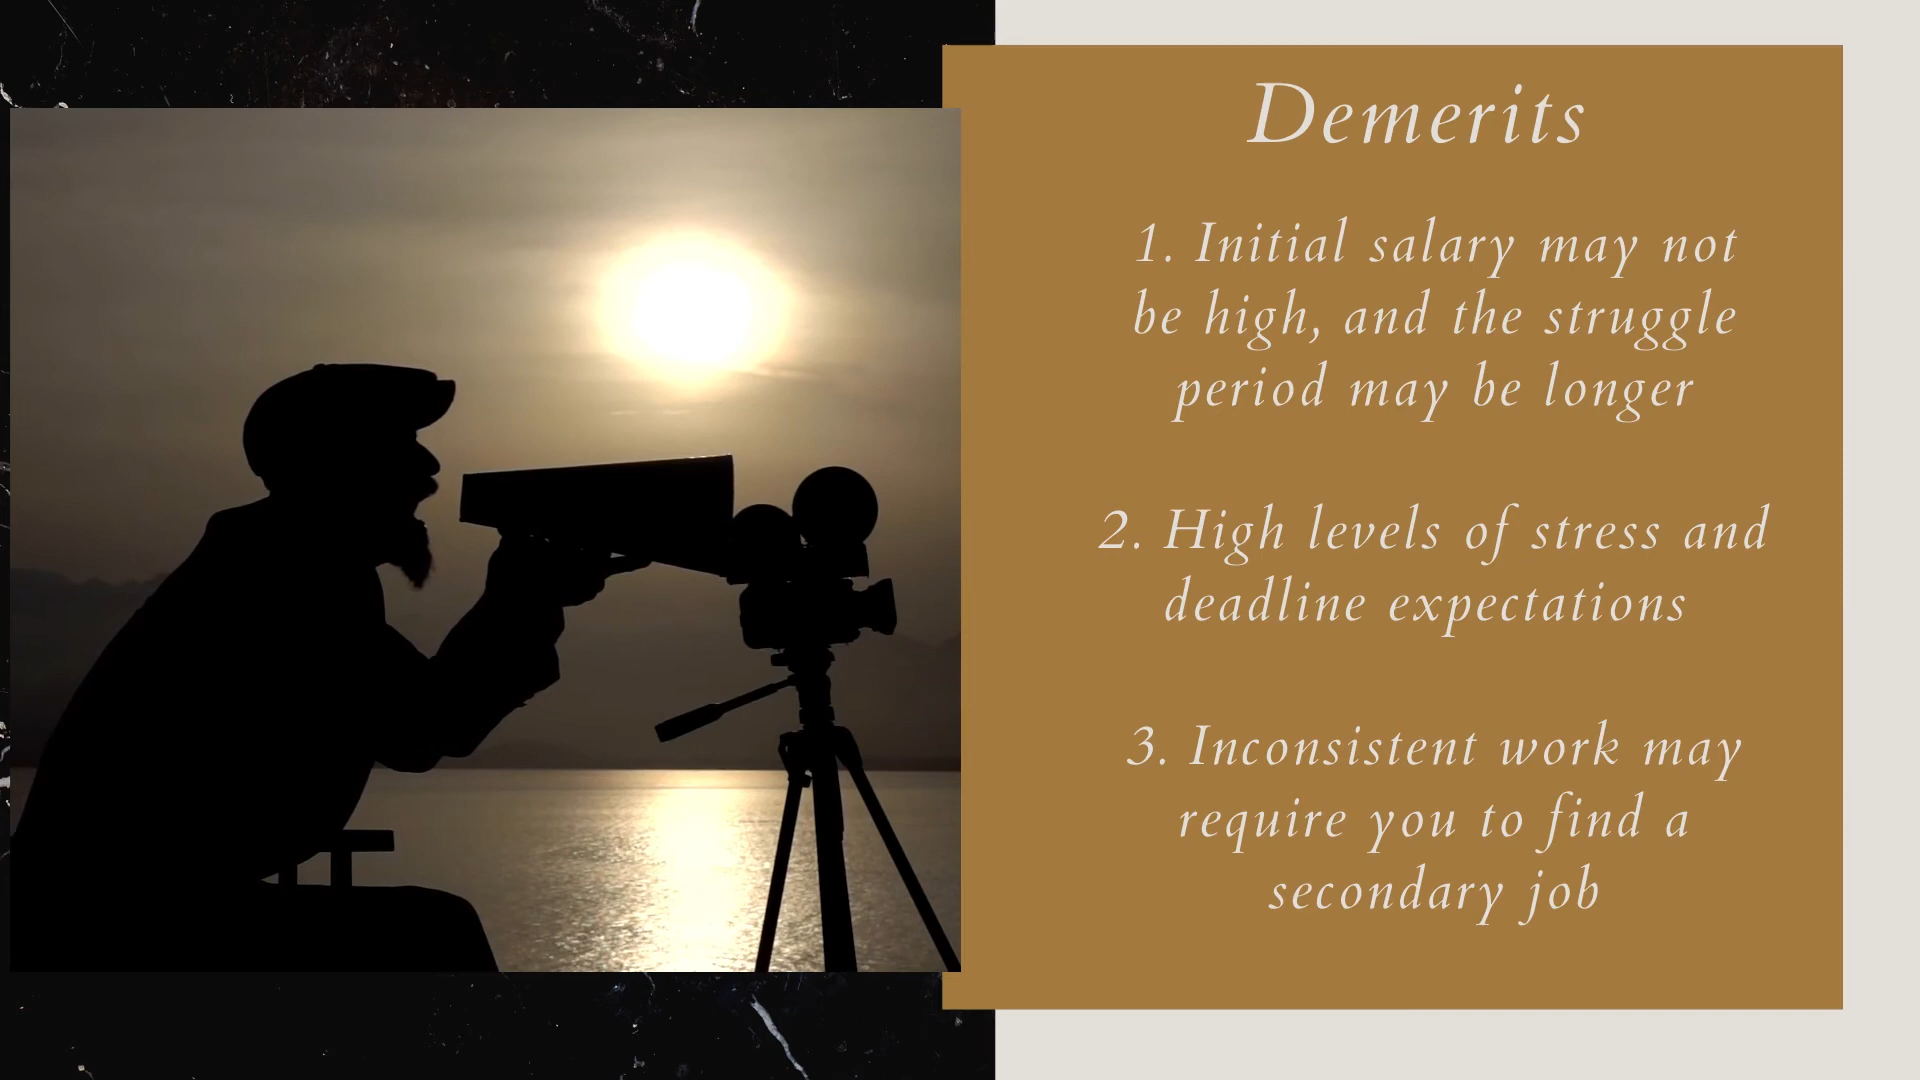 Demerits
1. Initial salary may not
be high, and the struggle
period may be longer
2. High levels of stress and
deadline expectations
3. Inconsistent work may
require you to find a
secondary job